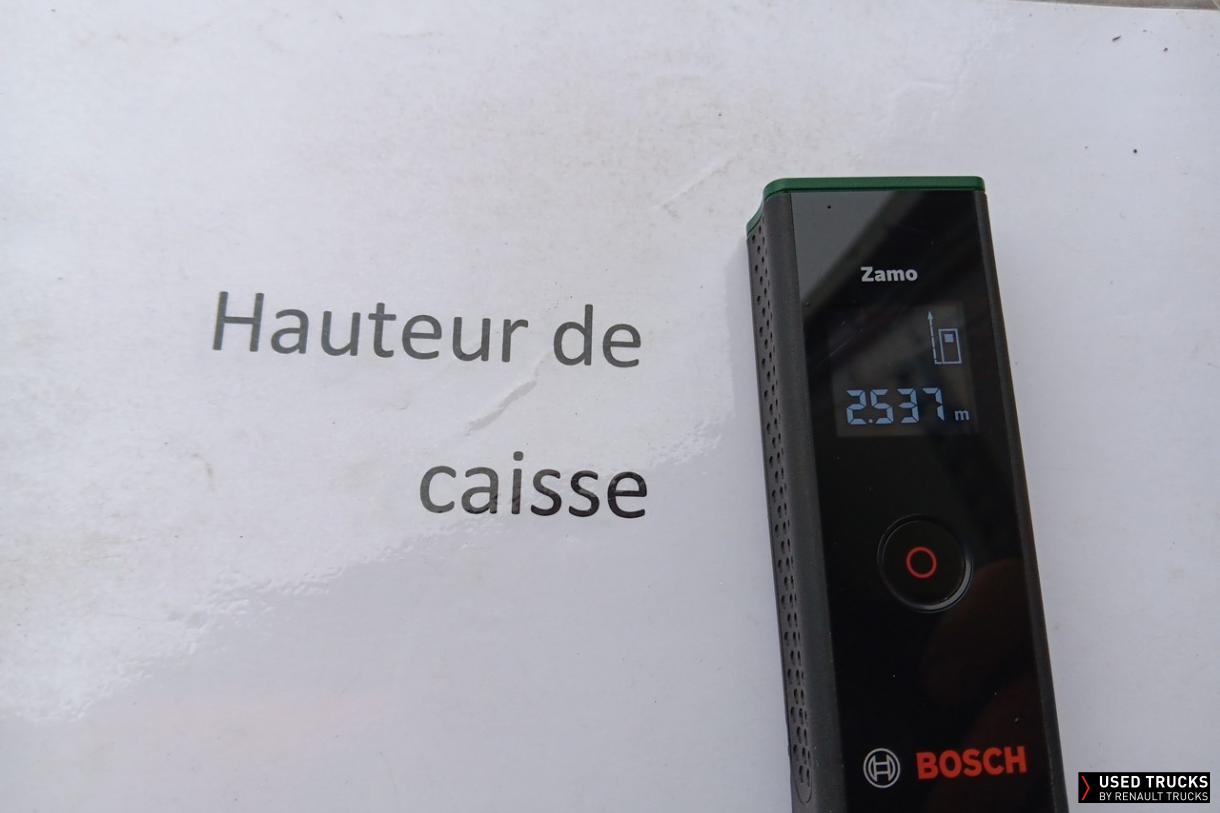 Hauteur de
caisse
Zamo
2.537 m
BOSCH
USED TRUCKS
BY RENAULT TRUCKS